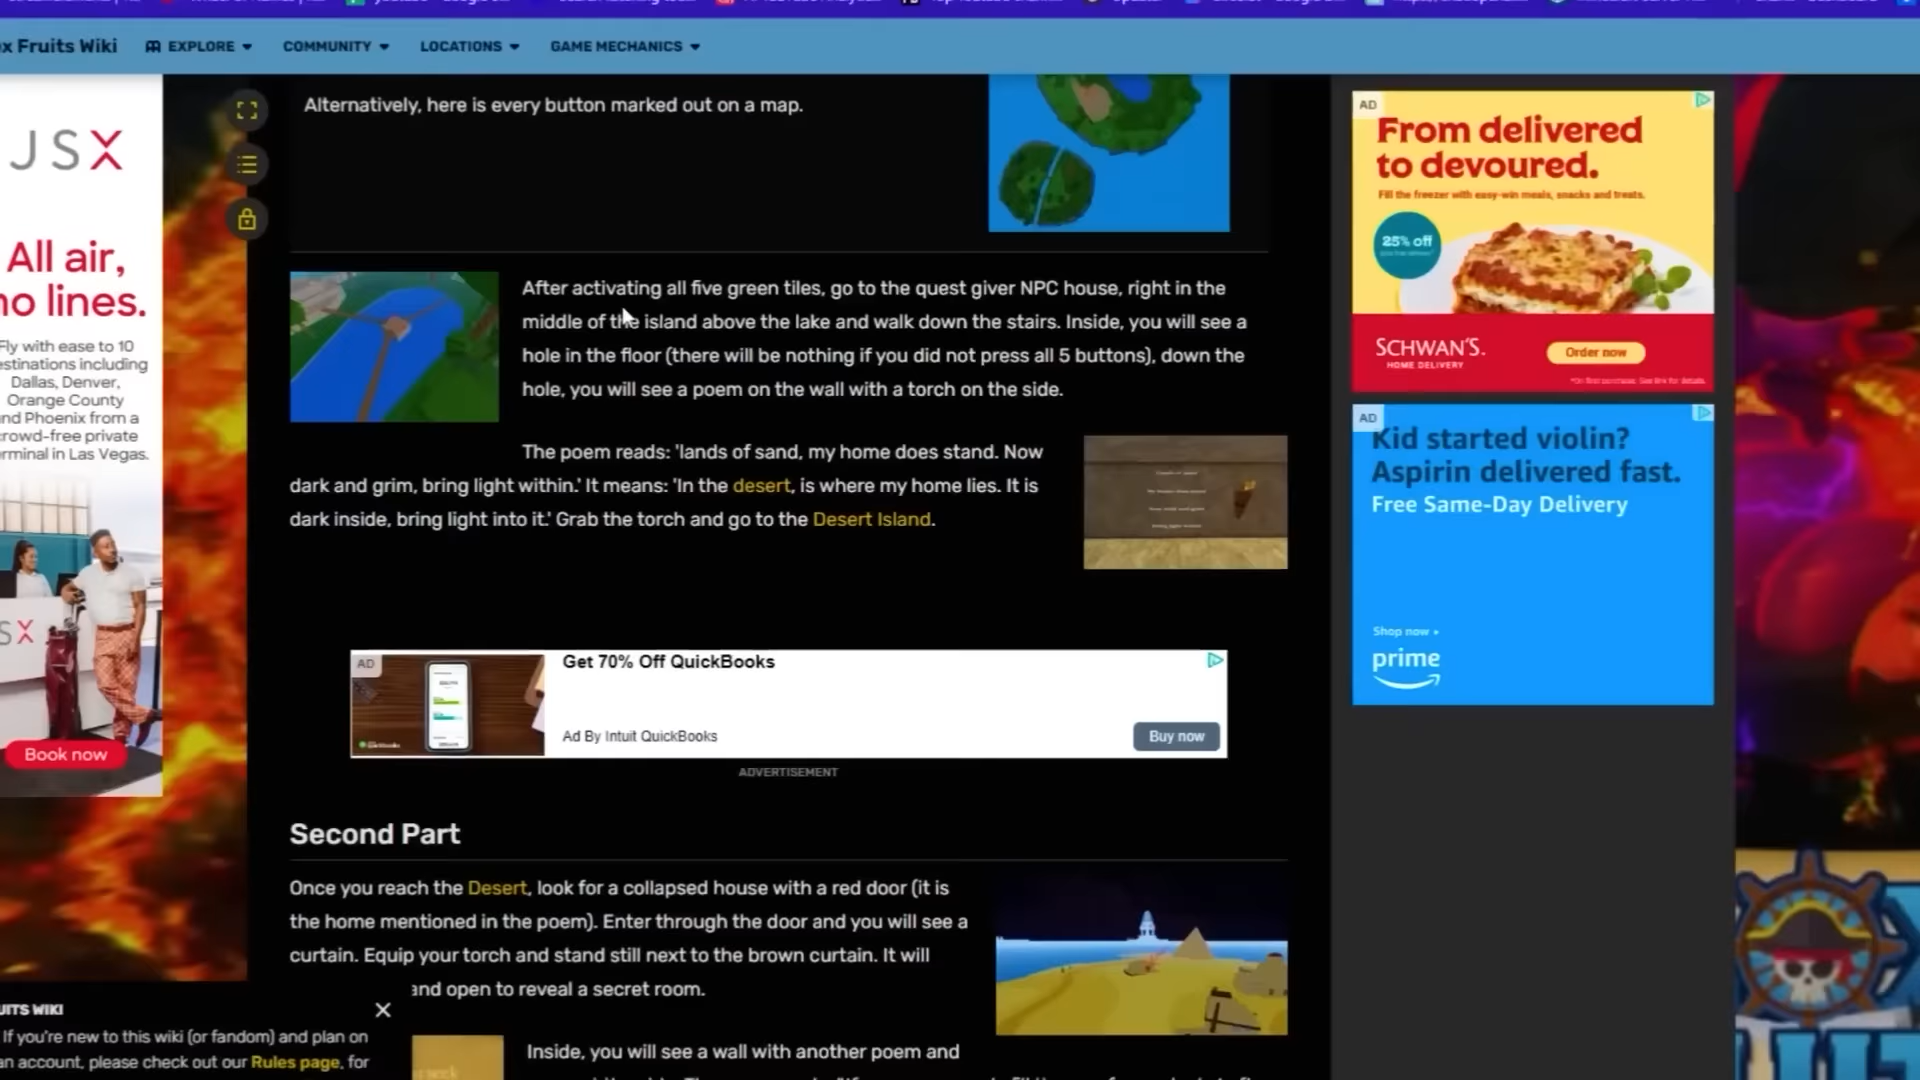 x Fruits Wiki
EXPLORE
COMMUNITY
LOCATIONS
GAME MECHANICS
Alternatively, here is every button marked out on a map.
After activating all five green tiles, go to the quest giver NPC house, right in the
middle of the island above the lake and walk down the stairs. Inside, you will see a
hole in the floor (there will be nothing if you did not press all 5 buttons), down the
hole, you will see a poem on the wall with a torch on the side.
The poem reads: 'lands of sand, my home does stand. Now
dark and grim, bring light within.' It means: 'In the desert, is where my home lies. It is
dark inside, bring light into it.' Grab the torch and go to the Desert Island.
AD
Get 70% Off QuickBooks
Ad By Intuit QuickBooks
Buy now
ADVERTISEMENT
Second Part
Once you reach the Desert, look for a collapsed house with a red door (it is
the home mentioned in the poem). Enter through the door and you will see a
curtain. Equip your torch and stand still next to the brown curtain. It will
and open to reveal a secret room.
Inside, you will see a wall with another poem and
UITS WIKI
If you're new to this wiki (or fandom) and plan on
an account, please check out our Rules page, for
JSX
All air,
no lines.
Fly with ease to 10
estinations including
Dallas, Denver,
Orange County
nd Phoenix from a
crowd-free private
erminal in Las Vegas.
SX
Book now
AD
From delivered
to devoured.
Fill the freezer with easy-win meals, snacks and treats.
25% off
SCHWAN'S.
HOME DELIVERY
Order now
AD
Kid started violin?
Aspirin delivered fast.
Free Same-Day Delivery
Shop now
prime